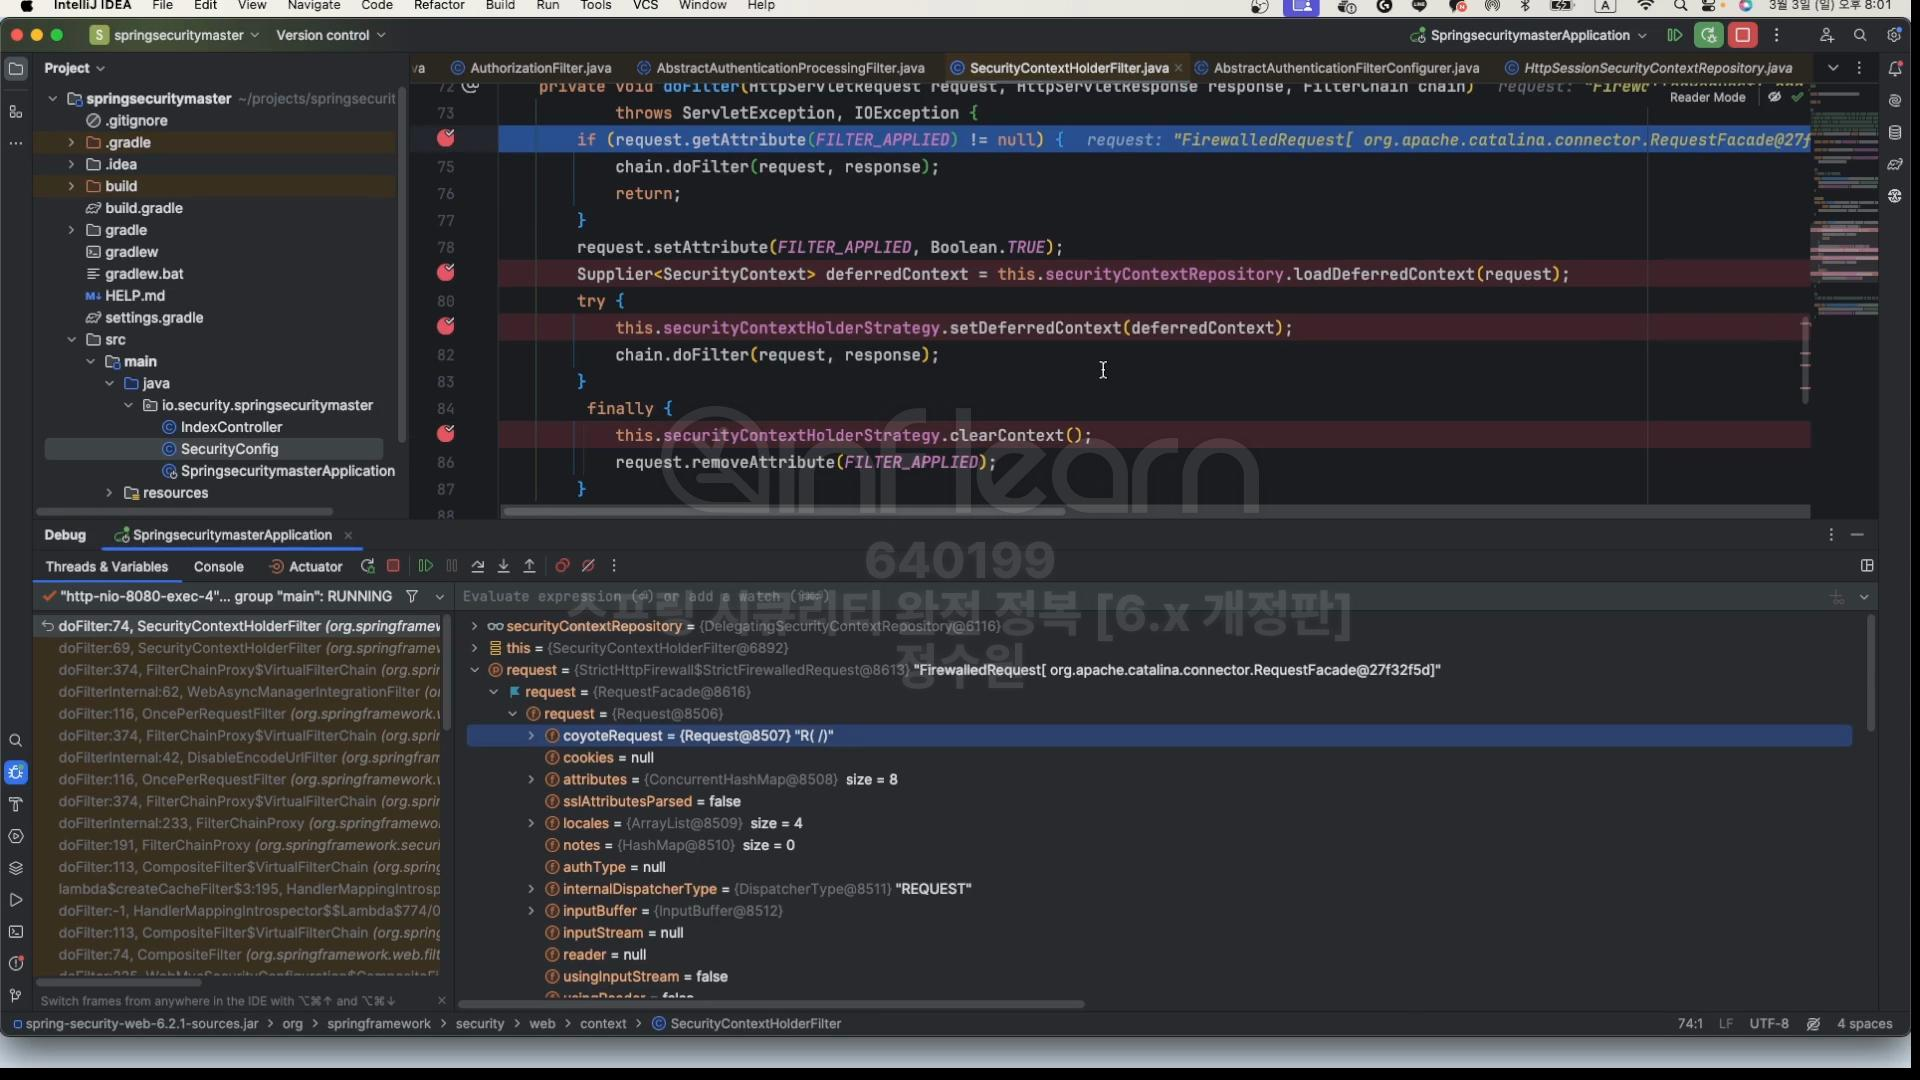 IntelliJ IDEA File Edit View Navigate Code Refactor Build Run Tools VCS Window Help A 3월 3일 (일) 오후 8:01
S springsecuritymaster Version control SpringsecuritymasterApplication
Project
springsecuritymaster ~/projects/springsecurit
.gitignore
.gradle
.idea
build
build.gradle
gradle
gradlew
gradlew.bat
HELP.md
settings.gradle
src
main
java
io.security.springsecuritymaster
IndexController
SecurityConfig
SpringsecuritymasterApplication
resources
va AuthorizationFilter.java AbstractAuthenticationProcessingFilter.java SecurityContextHolderFilter.java AbstractAuthenticationFilterConfigurer.java HttpSessionSecurityContextRepository.java
Reader Mode
72 private void doFilter(HttpServletRequest request, HttpServletResponse response, FilterChain chain) request:
73 throws ServletException, IOException {
if (request.getAttribute(FILTER_APPLIED) != null) { request: "FirewalledRequest[ org.apache.catalina.connector.RequestFacade@27f
75 chain.doFilter(request, response);
76 return;
77 }
78 request.setAttribute(FILTER_APPLIED, Boolean.TRUE);
Supplier<SecurityContext> deferredContext = this.securityContextRepository.loadDeferredContext(request);
80 try {
this.securityContextHolderStrategy.setDeferredContext(deferredContext);
82 chain.doFilter(request, response);
83 }
84 finally {
this.securityContextHolderStrategy.clearContext();
86 request.removeAttribute(FILTER_APPLIED);
87 }
88
inflearn
640199
스프링 시큐리티 완전 정복 [6.x 개정판]
정수원
Debug SpringsecuritymasterApplication
Threads & Variables Console Actuator
"http-nio-8080-exec-4"... group "main": RUNNING
Evaluate expression (⏎) or add a watch (⇧⌘⏎)
doFilter:74, SecurityContextHolderFilter (org.springframew
doFilter:69, SecurityContextHolderFilter (org.springframew
doFilter:374, FilterChainProxy$VirtualFilterChain (org.spri
doFilterInternal:62, WebAsyncManagerIntegrationFilter (o
doFilter:116, OncePerRequestFilter (org.springframework.
doFilter:374, FilterChainProxy$VirtualFilterChain (org.spri
doFilterInternal:42, DisableEncodeUrlFilter (org.springfra
doFilter:116, OncePerRequestFilter (org.springframework.
doFilter:374, FilterChainProxy$VirtualFilterChain (org.spri
doFilterInternal:233, FilterChainProxy (org.springframewo
doFilter:191, FilterChainProxy (org.springframework.securi
doFilter:113, CompositeFilter$VirtualFilterChain (org.sprin
lambda$createCacheFilter$3:195, HandlerMappingIntrosp
doFilter:-1, HandlerMappingIntrospector$$Lambda$774/0
doFilter:113, CompositeFilter$VirtualFilterChain (org.sprin
doFilter:74, CompositeFilter (org.springframework.web.filt
Switch frames from anywhere in the IDE with ⌥⌘↑ and ⌥⌘↓
securityContextRepository = {DelegatingSecurityContextRepository@6116}
this = {SecurityContextHolderFilter@6892}
request = {StrictHttpFirewall$StrictFirewalledRequest@8613} "FirewalledRequest[ org.apache.catalina.connector.RequestFacade@27f32f5d]"
request = {RequestFacade@8616}
request = {Request@8506}
coyoteRequest = {Request@8507} "R( /)"
cookies = null
attributes = {ConcurrentHashMap@8508} size = 8
sslAttributesParsed = false
locales = {ArrayList@8509} size = 4
notes = {HashMap@8510} size = 0
authType = null
internalDispatcherType = {DispatcherType@8511} "REQUEST"
inputBuffer = {InputBuffer@8512}
inputStream = null
reader = null
usingInputStream = false
usingReader = false
spring-security-web-6.2.1-sources.jar > org > springframework > security > web > context > SecurityContextHolderFilter 74:1 LF UTF-8 4 spaces